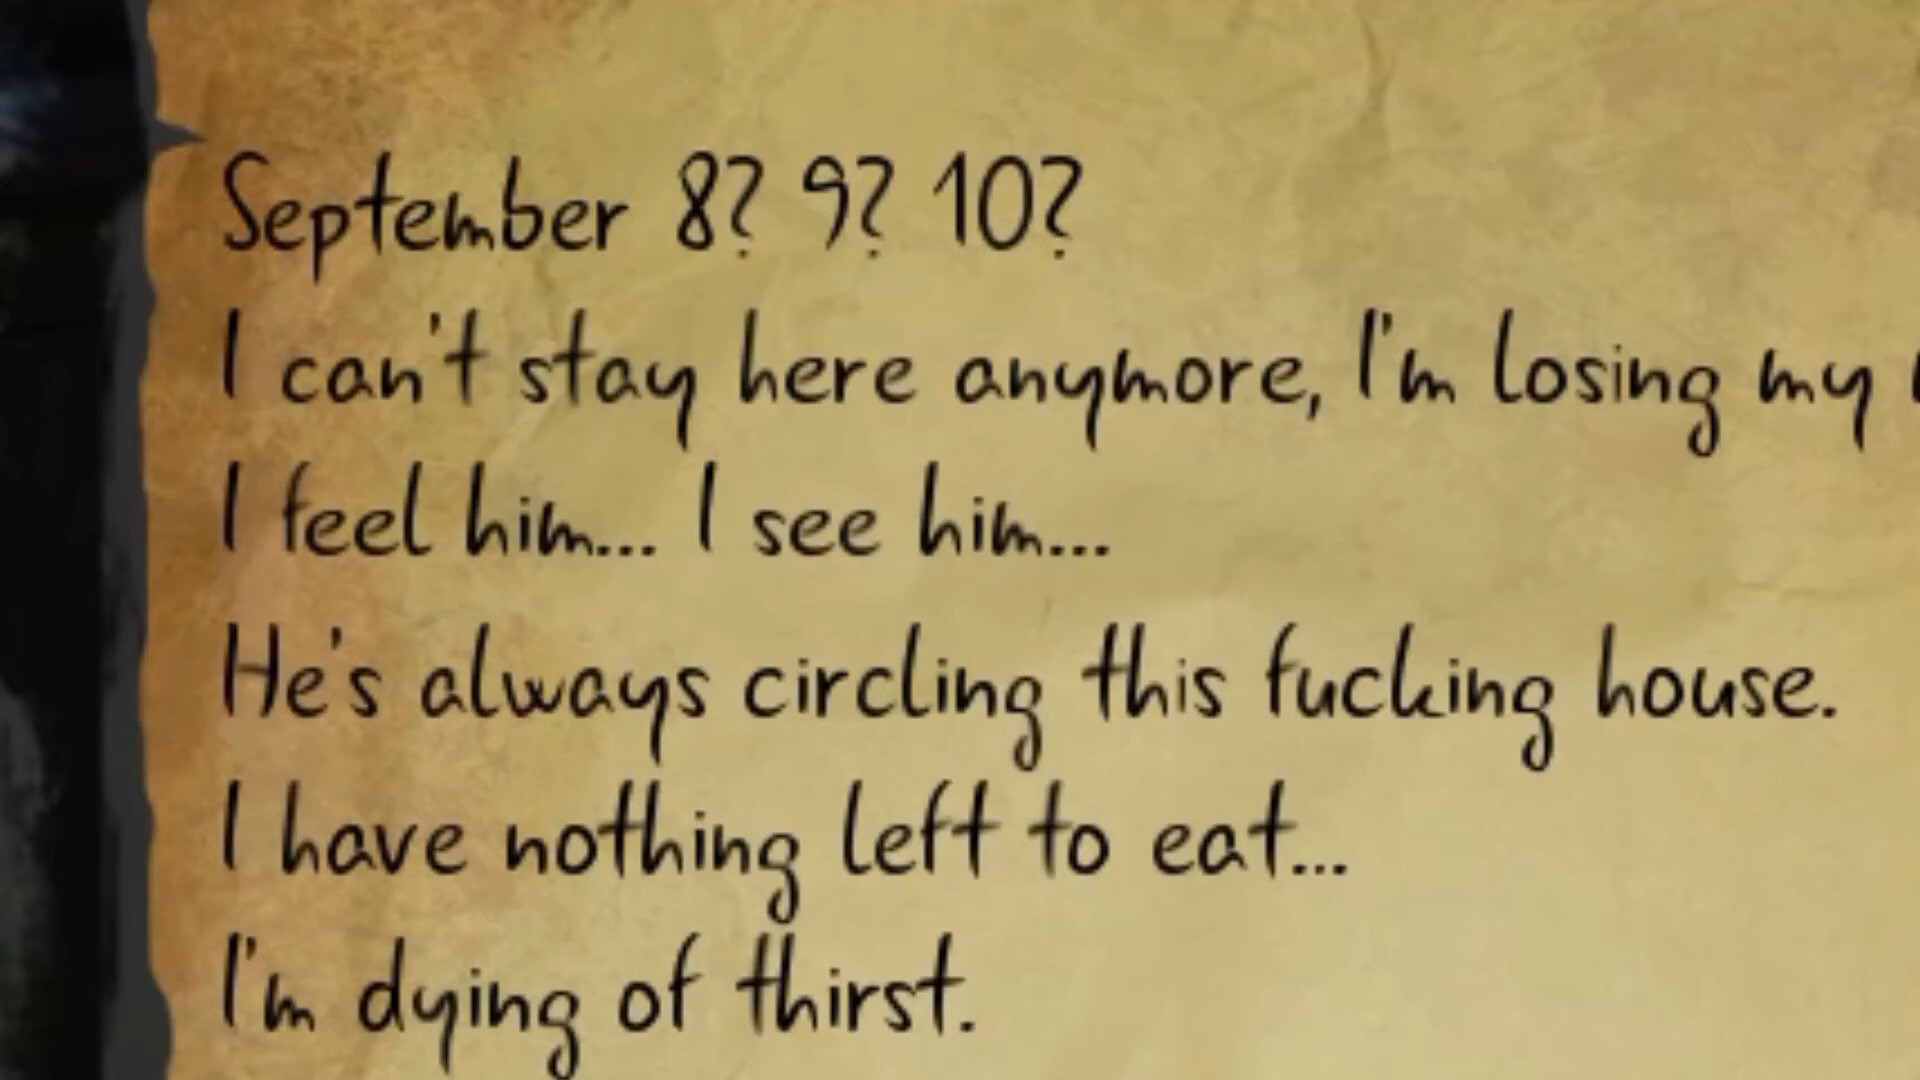 September 8? 9? 10?
I can't stay here anymore, I'm losing my
I feel him... I see him...
He's always circling this fucking house.
I have nothing left to eat...
I'm dying of thirst.